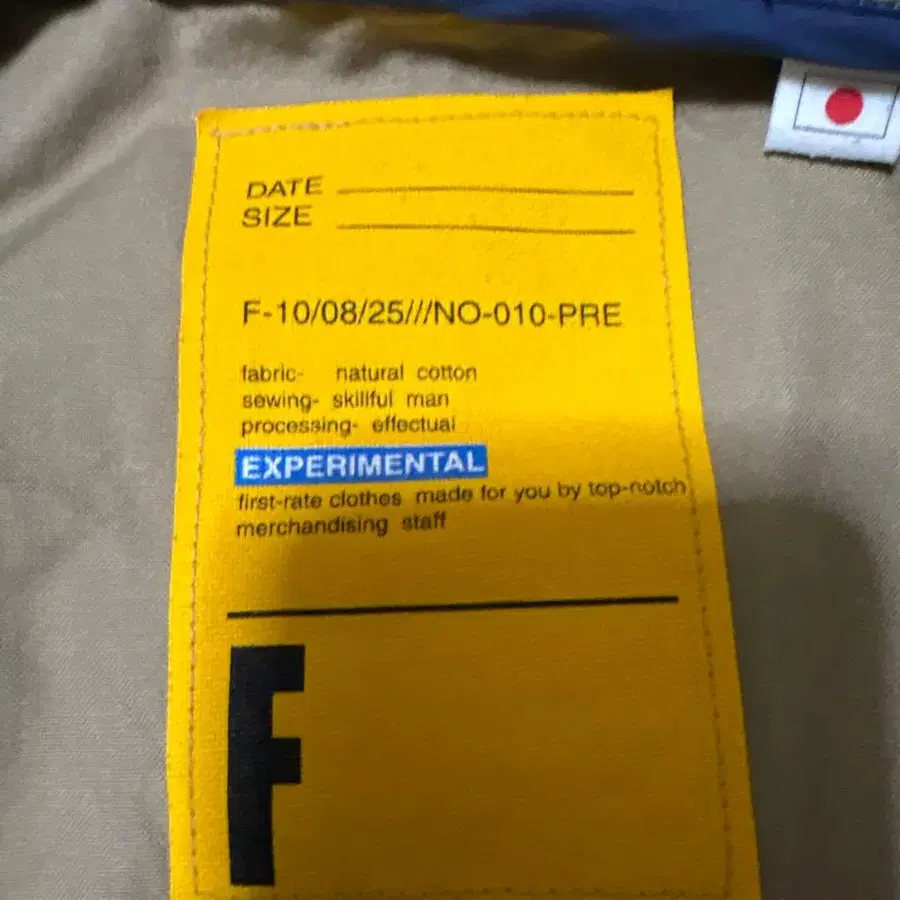 DATE
SIZE
F-10/08/25///NO-010-PRE
fabric- natural cotton
sewing- skillful man
processing- effectual
EXPERIMENTAL
first-rate clothes made for you by top-notch
merchandising staff
F